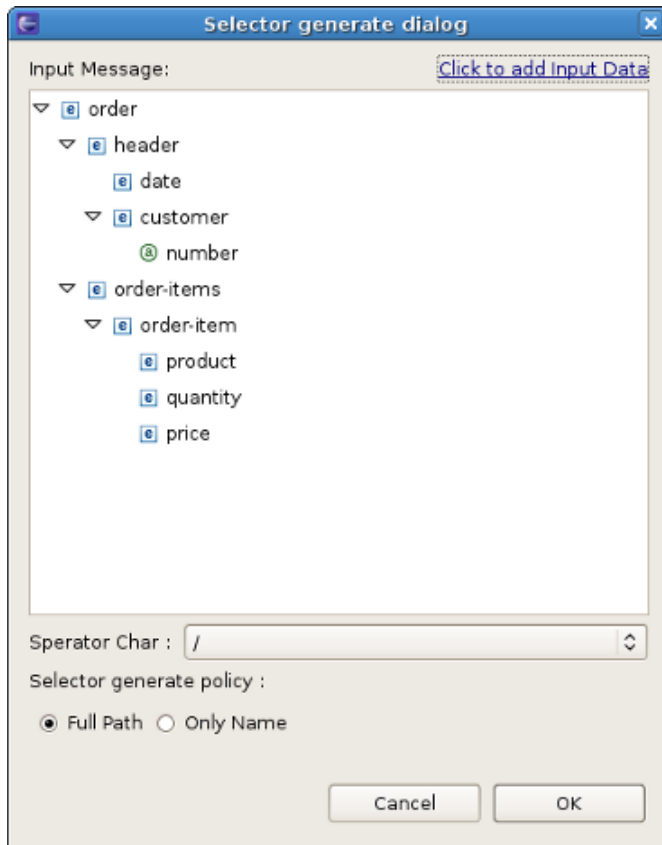 Selector generate dialog
Input Message: Click to add Input Data
order
header
date
customer
number
order-items
order-item
product
quantity
price
Sperator Char : /
Selector generate policy :
Full Path Only Name
Cancel OK